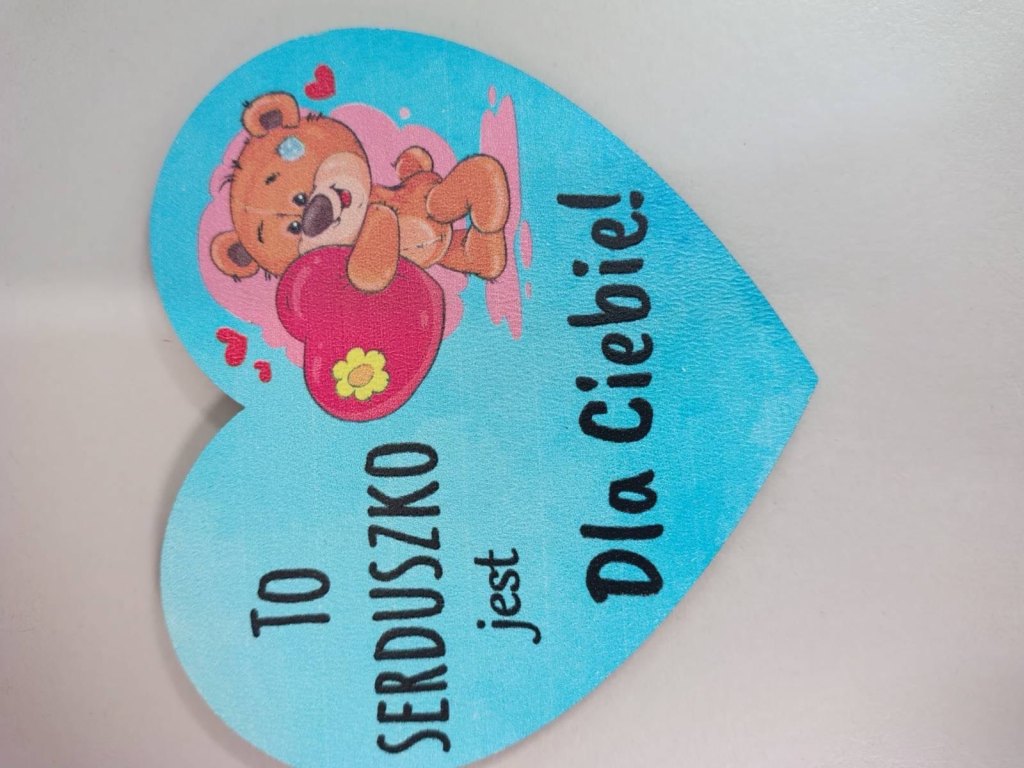 TO
SERDUSZKO
jest
Dla Ciebie!